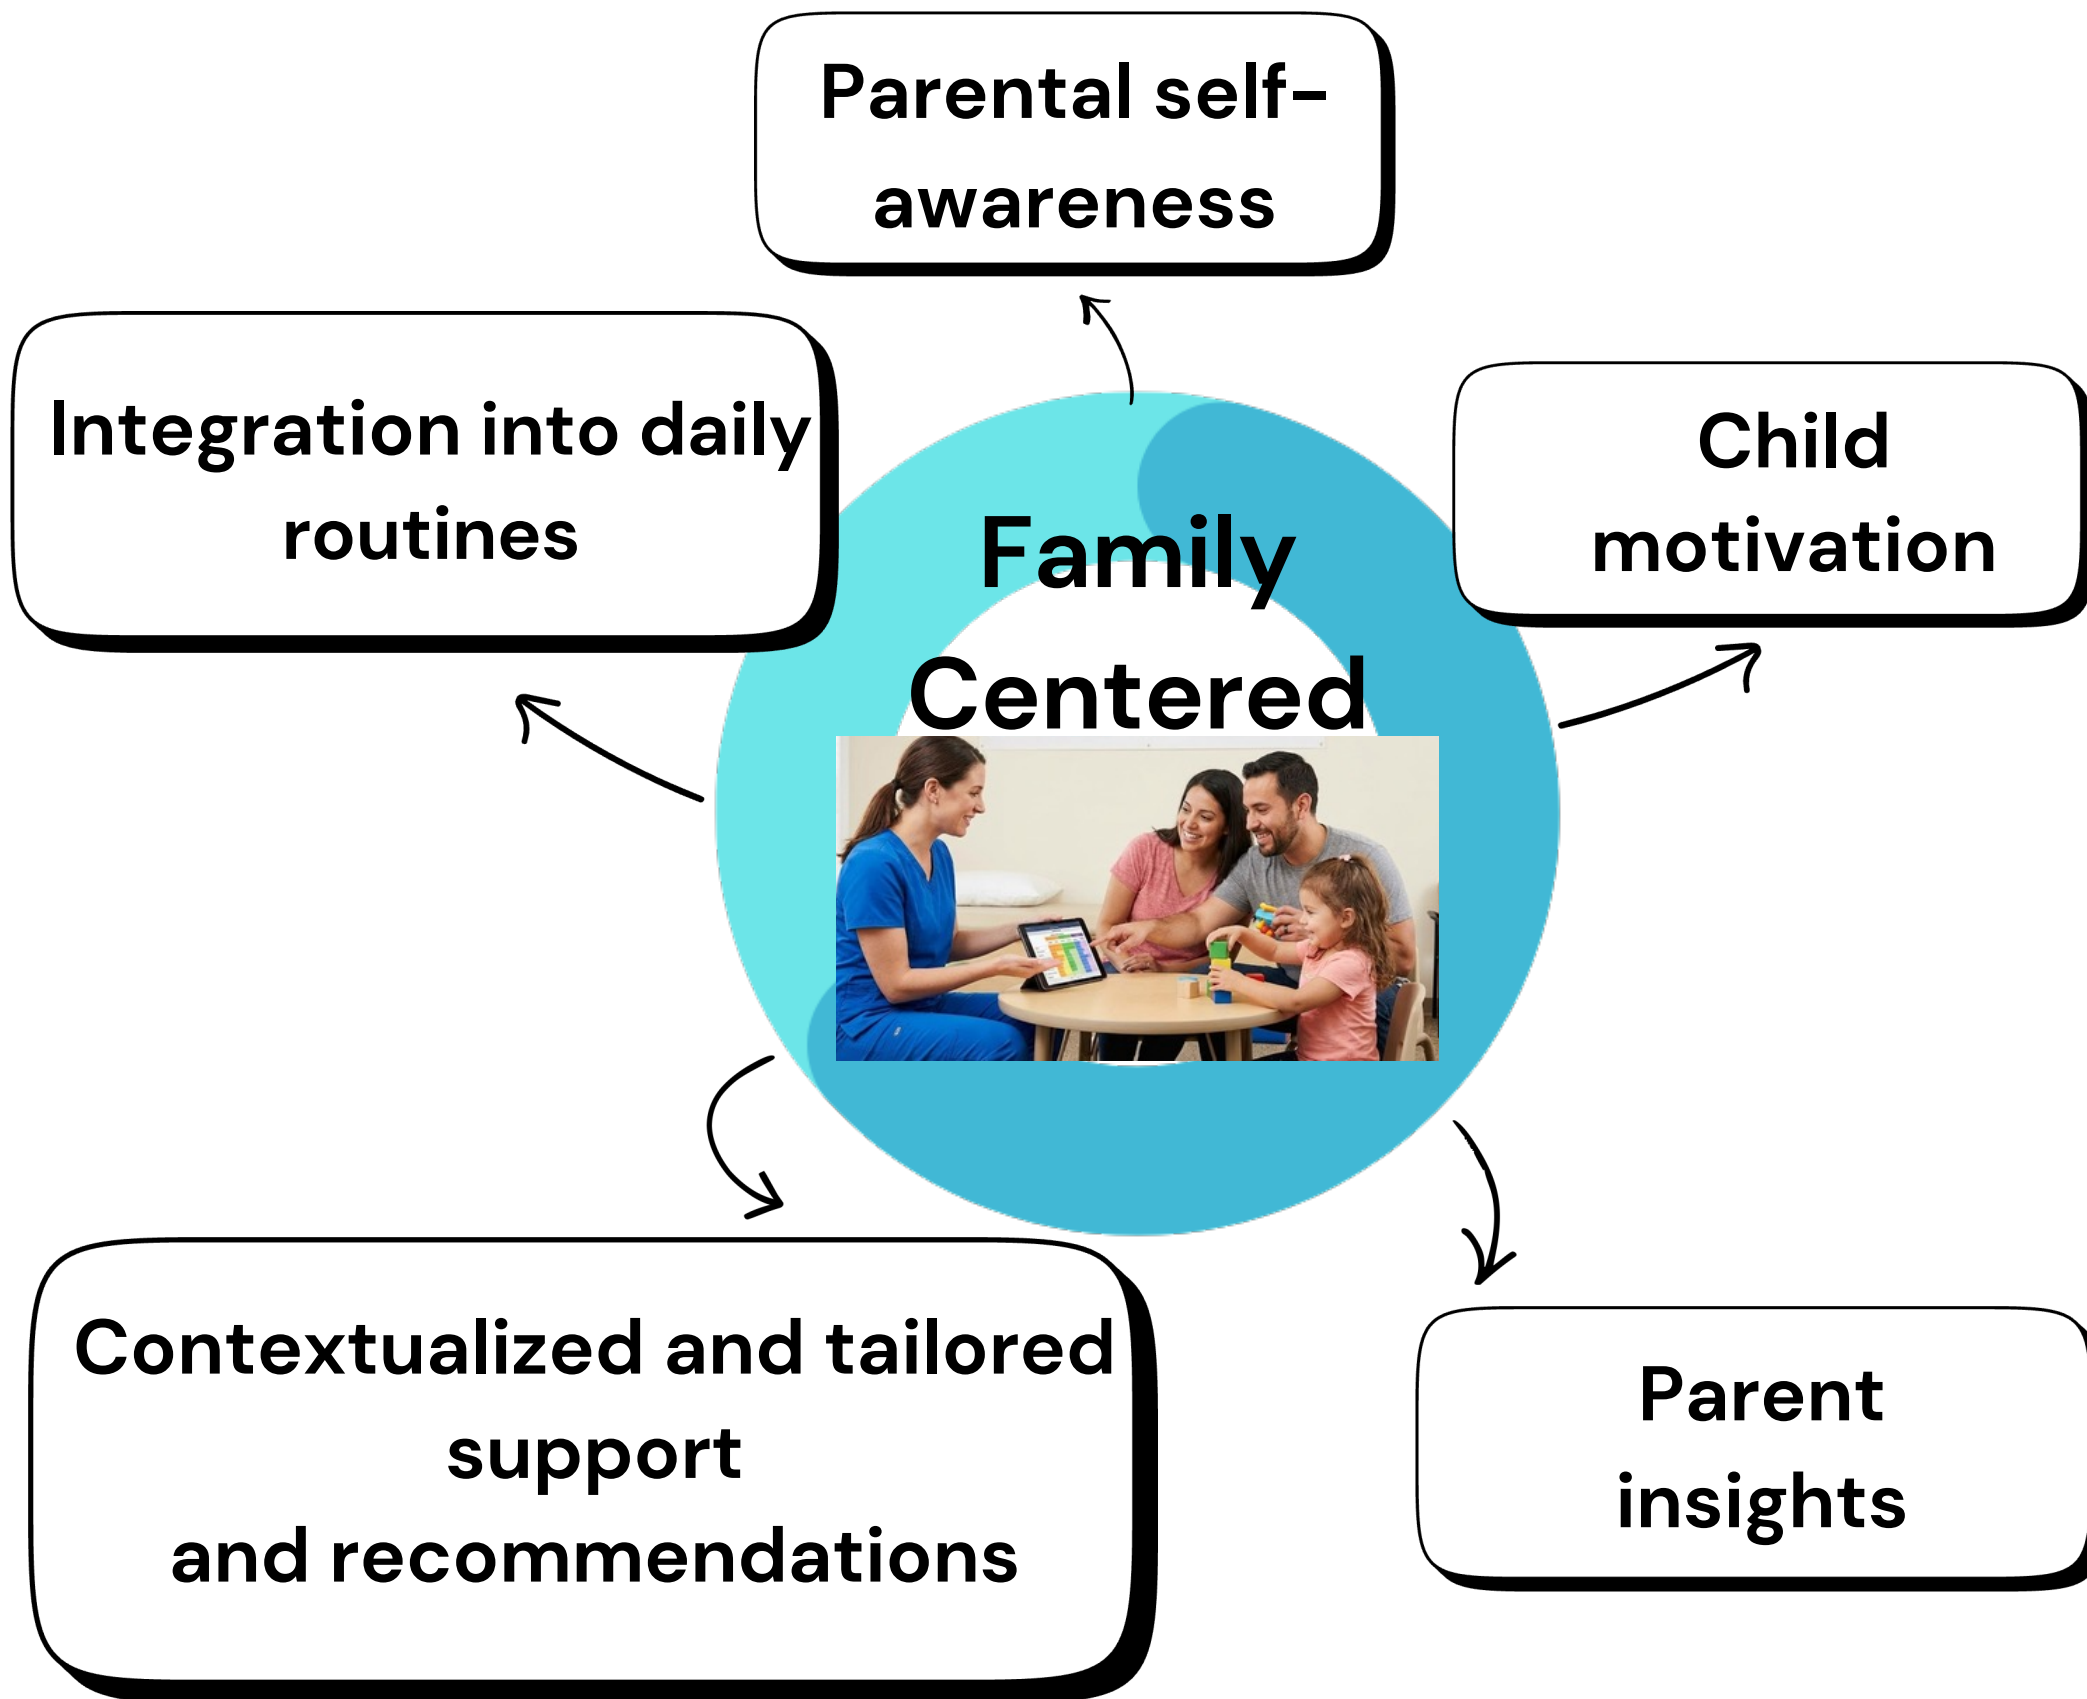 Parental self-
awareness
Integration into daily
routines
Child
motivation
Family
Centered
Contextualized and tailored
support
and recommendations
Parent
insights